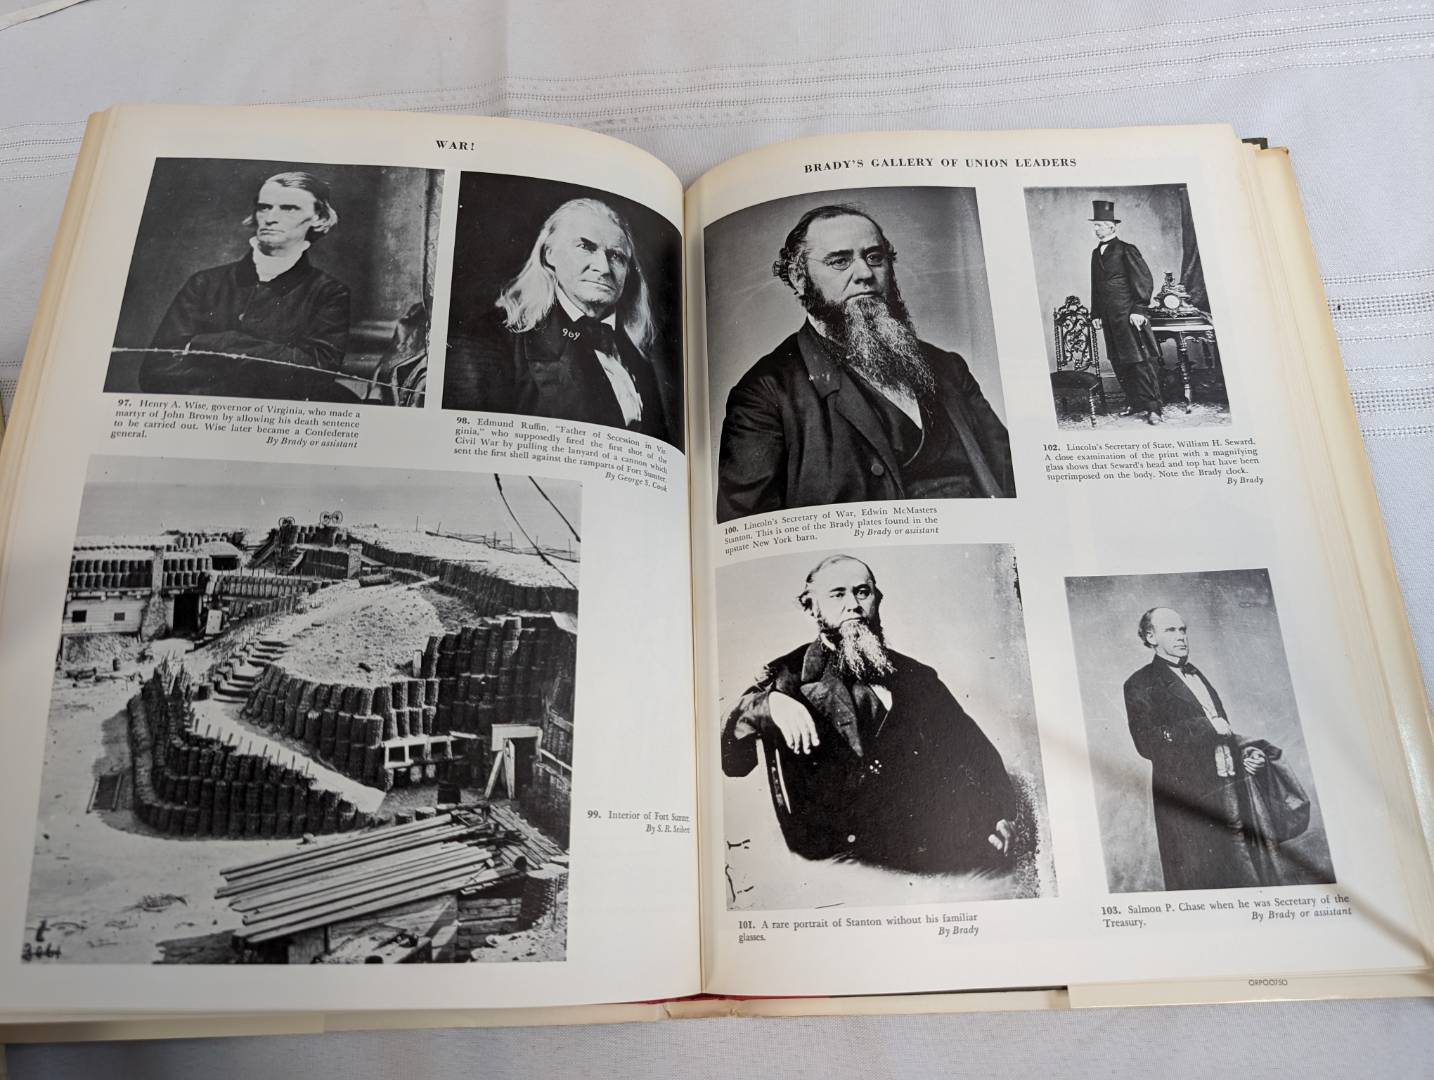 WAR!
969
97. Henry A. Wise, governor of Virginia, who made a
martyr of John Brown by allowing his death sentence
to be carried out. Wise later became a Confederate
general.
By Brady or assistant
98. Edmund Ruffin, "Father of Secession in Vir-
ginia," who supposedly fired the first shot of the
Civil War by pulling the lanyard of a cannon which
sent the first shell against the ramparts of Fort Sumter.
By George S. Cook
99. Interior of Fort Sumter.
By S. R. Seibert
BRADY'S GALLERY OF UNION LEADERS
100. Lincoln's Secretary of War, Edwin McMasters
Stanton. This is one of the Brady plates found in the
upstate New York barn.
By Brady or assistant
102. Lincoln's Secretary of State, William H. Seward.
A close examination of the print with a magnifying
glass shows that Seward's head and top hat have been
superimposed on the body. Note the Brady clock.
By Brady
101. A rare portrait of Stanton without his familiar
glasses.
By Brady
103. Salmon P. Chase when he was Secretary of the
Treasury.
By Brady or assistant
ORP00750